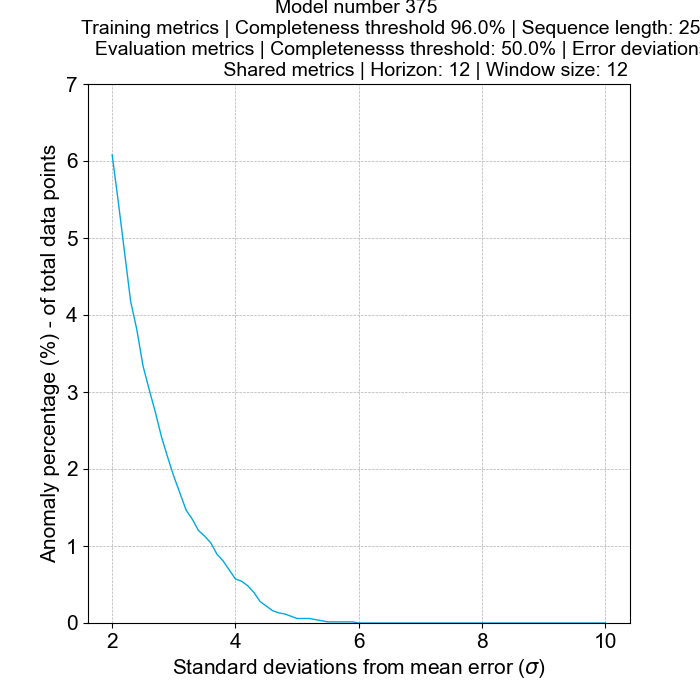 Model number 375
Training metrics | Completeness threshold 96.0% | Sequence length: 25
Evaluation metrics | Completenesss threshold: 50.0% | Error deviation
Shared metrics | Horizon: 12 | Window size: 12
7
6
5
4
3
2
1
0
Anomaly percentage (%) - of total data points
2 4 6 8 10
Standard deviations from mean error (σ)